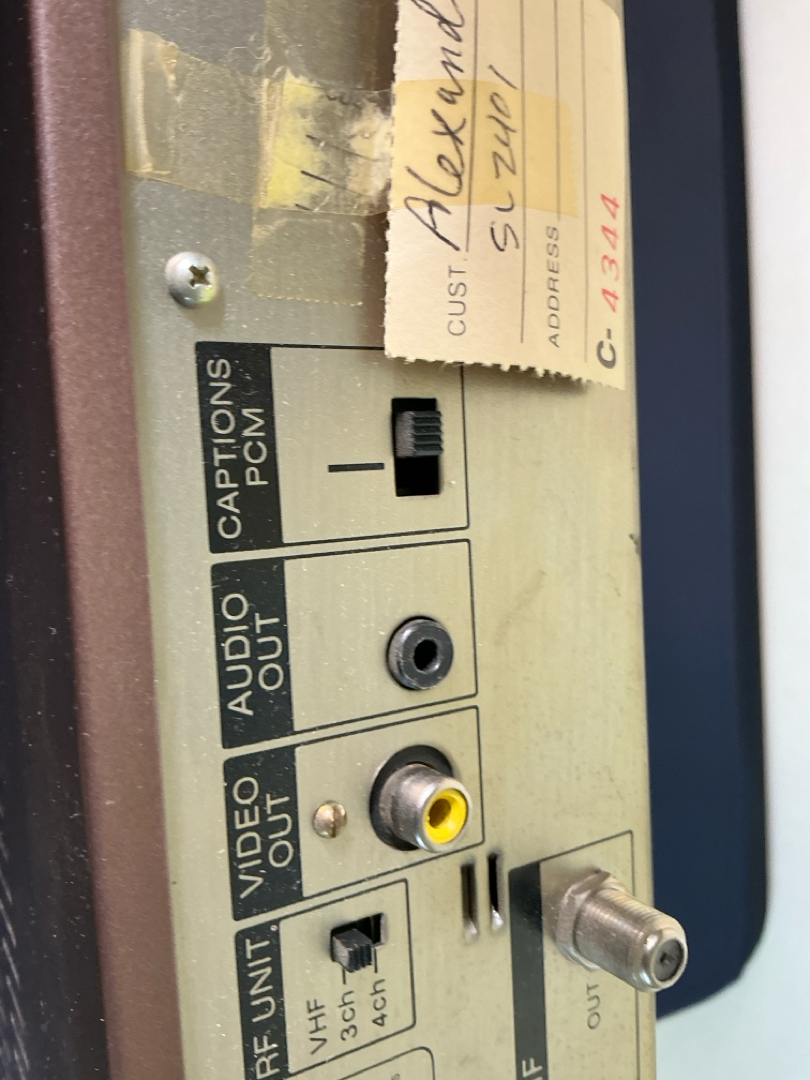 CUST. Alexand
SL2401
ADDRESS
C- 4344
CAPTIONS
PCM
AUDIO
OUT
VIDEO
OUT
RF UNIT
VHF
3ch
4ch
OUT